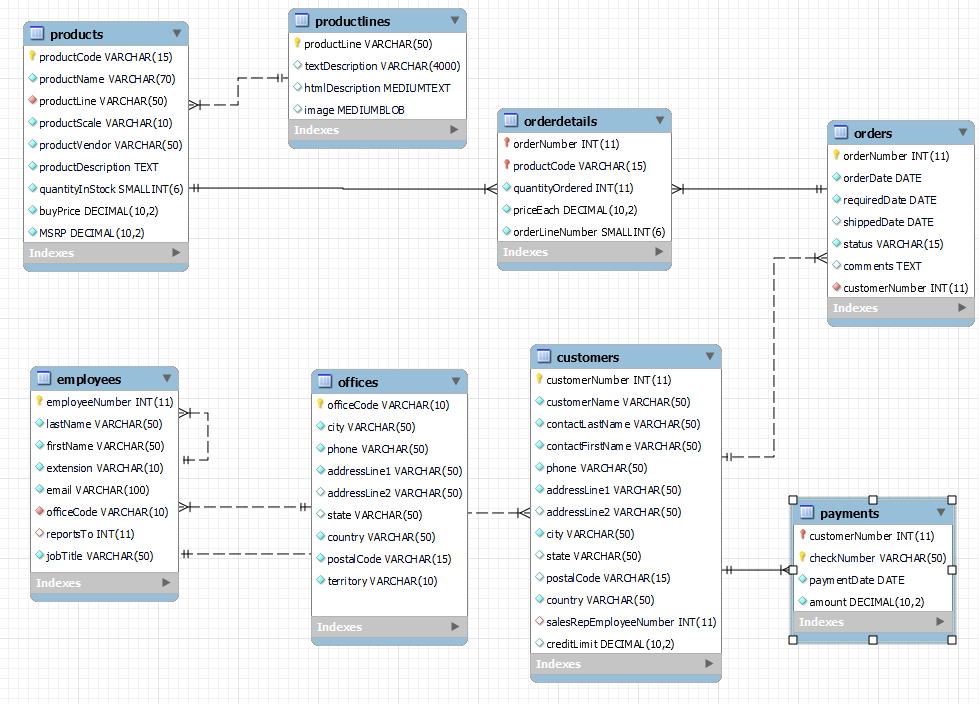 products
productCode VARCHAR(15)
productName VARCHAR(70)
productLine VARCHAR(50)
productScale VARCHAR(10)
productVendor VARCHAR(50)
productDescription TEXT
quantityInStock SMALLINT(6)
buyPrice DECIMAL(10,2)
MSRP DECIMAL(10,2)
Indexes
productlines
productLine VARCHAR(50)
textDescription VARCHAR(4000)
htmlDescription MEDIUMTEXT
image MEDIUMBLOB
Indexes
orderdetails
orderNumber INT(11)
productCode VARCHAR(15)
quantityOrdered INT(11)
priceEach DECIMAL(10,2)
orderLineNumber SMALLINT(6)
Indexes
orders
orderNumber INT(11)
orderDate DATE
requiredDate DATE
shippedDate DATE
status VARCHAR(15)
comments TEXT
customerNumber INT(11)
Indexes
employees
employeeNumber INT(11)
lastName VARCHAR(50)
firstName VARCHAR(50)
extension VARCHAR(10)
email VARCHAR(100)
officeCode VARCHAR(10)
reportsTo INT(11)
jobTitle VARCHAR(50)
Indexes
offices
officeCode VARCHAR(10)
city VARCHAR(50)
phone VARCHAR(50)
addressLine1 VARCHAR(50)
addressLine2 VARCHAR(50)
state VARCHAR(50)
country VARCHAR(50)
postalCode VARCHAR(15)
territory VARCHAR(10)
Indexes
customers
customerNumber INT(11)
customerName VARCHAR(50)
contactLastName VARCHAR(50)
contactFirstName VARCHAR(50)
phone VARCHAR(50)
addressLine1 VARCHAR(50)
addressLine2 VARCHAR(50)
city VARCHAR(50)
state VARCHAR(50)
postalCode VARCHAR(15)
country VARCHAR(50)
salesRepEmployeeNumber INT(11)
creditLimit DECIMAL(10,2)
Indexes
payments
customerNumber INT(11)
checkNumber VARCHAR(50)
paymentDate DATE
amount DECIMAL(10,2)
Indexes